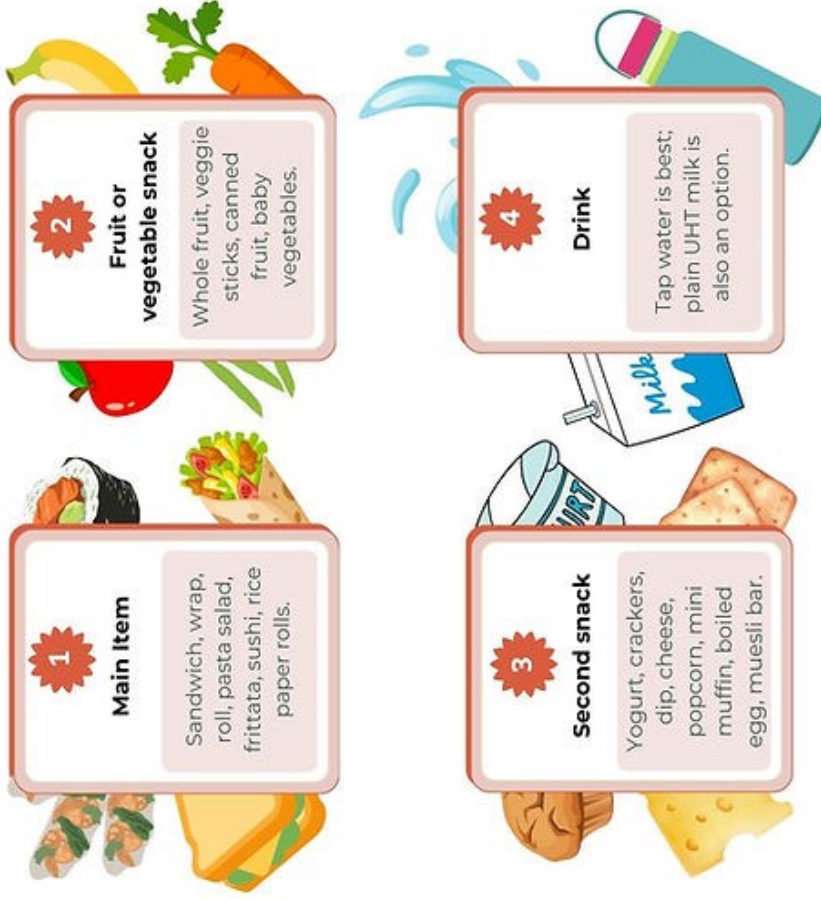 1
Main Item
Sandwich, wrap,
roll, pasta salad,
frittata, sushi, rice
paper rolls.
2
Fruit or
vegetable snack
Whole fruit, veggie
sticks, canned
fruit, baby
vegetables.
3
Second snack
Yogurt, crackers,
dip, cheese,
popcorn, mini
muffin, boiled
egg, muesli bar.
URT
4
Drink
Tap water is best;
plain UHT milk is
also an option.
Milk